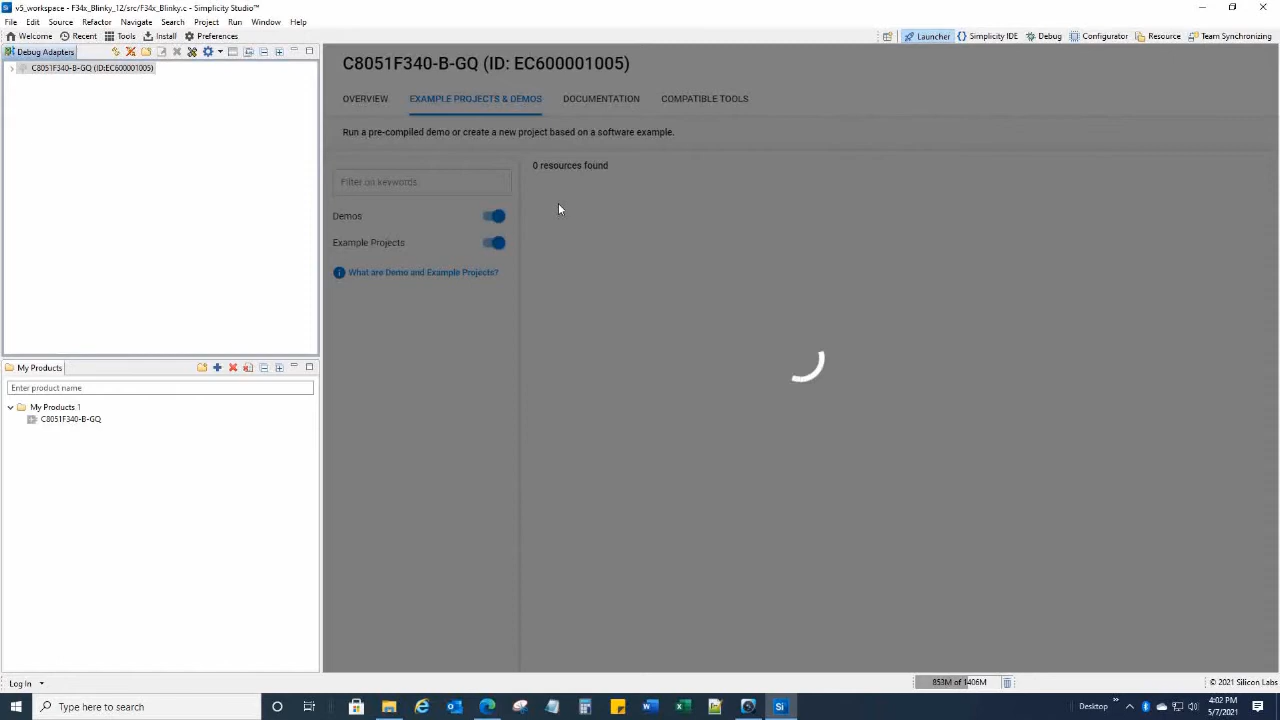 v5_workspace - F34x_Blinky_12/src/F34x_Blinky.c - Simplicity Studio™
File Edit Source Refactor Navigate Search Project Run Window Help
Welcome Recent Tools Install Preferences
Launcher Simplicity IDE Debug Configurator Resource Team Synchronizing
Debug Adapters
C8051F340-B-GQ (ID:EC600001005)
C8051F340-B-GQ (ID: EC600001005)
OVERVIEW EXAMPLE PROJECTS & DEMOS DOCUMENTATION COMPATIBLE TOOLS
Run a pre-compiled demo or create a new project based on a software example.
Filter on keywords
Demos
Example Projects
What are Demo and Example Projects?
0 resources found
My Products
Enter product name
My Products 1
C8051F340-B-GQ
Log In
853M of 1406M
© 2021 Silicon Labs
Type here to search
Desktop
4:02 PM
5/7/2021